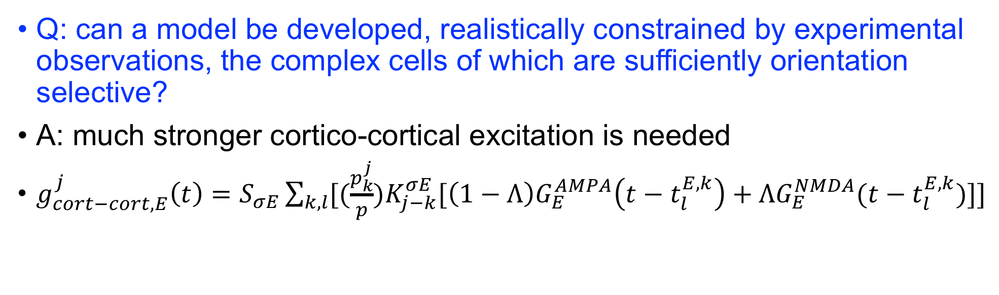 • Q: can a model be developed, realistically constrained by experimental
observations, the complex cells of which are sufficiently orientation
selective?
• A: much stronger cortico-cortical excitation is needed
• $g^{j}_{cort-cort,E}(t) = S_{\sigma E} \sum_{k,l}[(\frac{p^{j}_{k}}{p})K^{\sigma E}_{j-k}[(1-\Lambda)G^{AMPA}_{E}(t-t^{E,k}_{l})+\Lambda G^{NMDA}_{E}(t-t^{E,k}_{l})]]$